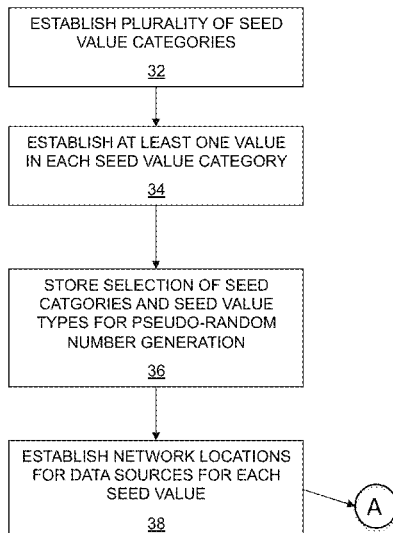 ESTABLISH PLURALITY OF SEED
VALUE CATEGORIES
32
ESTABLISH AT LEAST ONE VALUE
IN EACH SEED VALUE CATEGORY
34
STORE SELECTION OF SEED
CATGORIES AND SEED VALUE
TYPES FOR PSEUDO-RANDOM
NUMBER GENERATION
36
ESTABLISH NETWORK LOCATIONS
FOR DATA SOURCES FOR EACH
SEED VALUE
38
A